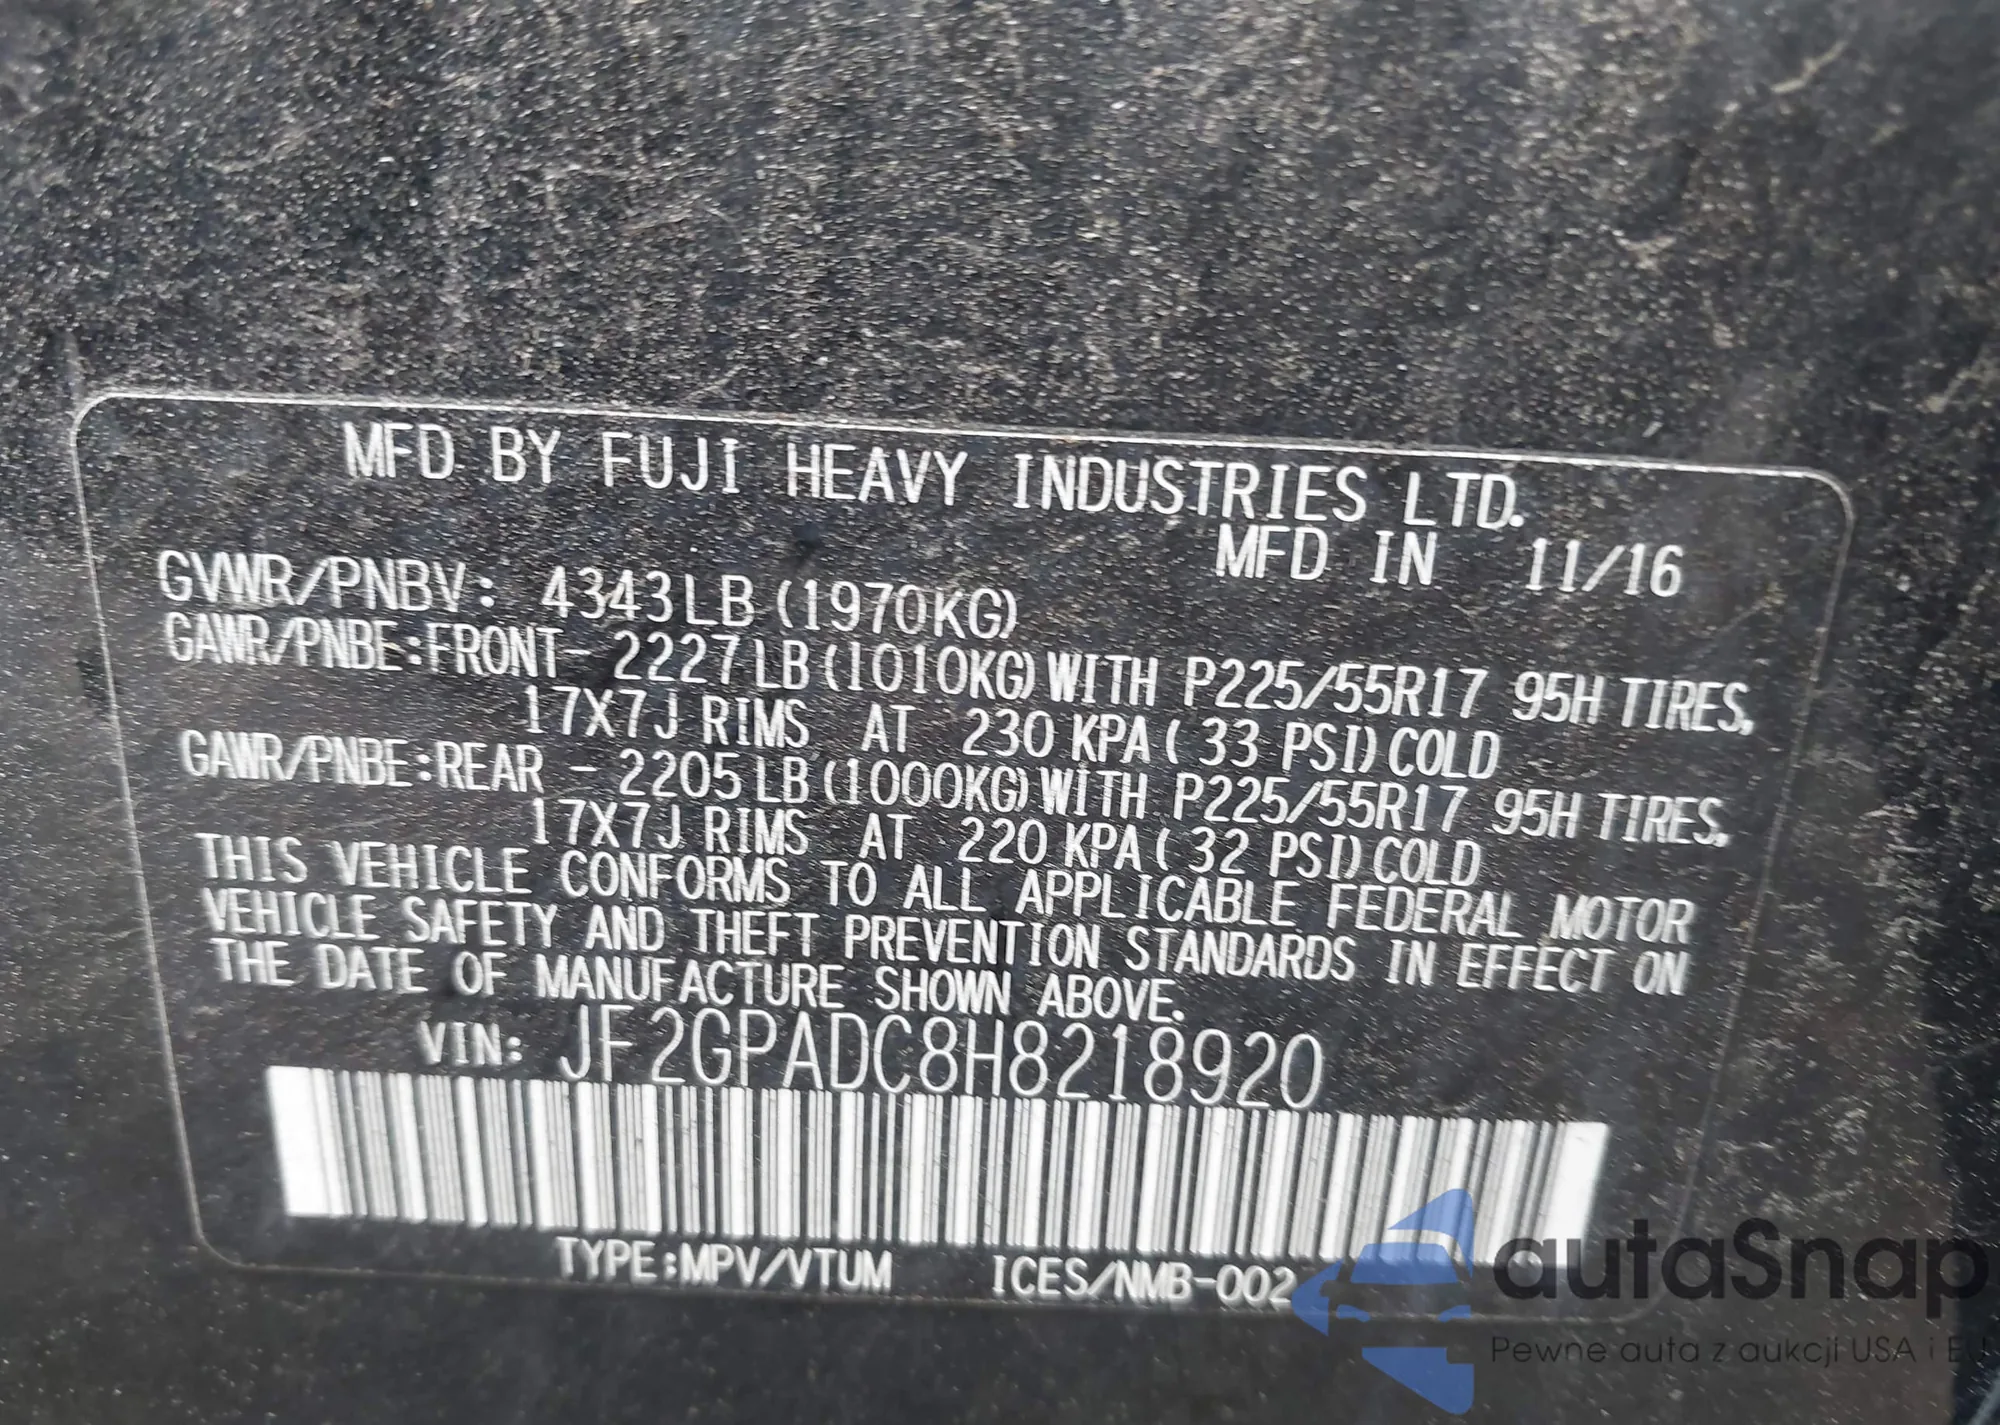 MFD BY FUJI HEAVY INDUSTRIES LTD.
MFD IN 11/16
GVWR/PNBV: 4343LB (1970KG)
GAWR/PNBE:FRONT- 2227LB (1010KG) WITH P225/55R17 95H TIRES,
17X7J RIMS AT 230 KPA ( 33 PSI) COLD
GAWR/PNBE:REAR - 2205LB (1000KG) WITH P225/55R17 95H TIRES,
17X7J RIMS AT 220 KPA ( 32 PSI) COLD
THIS VEHICLE CONFORMS TO ALL APPLICABLE FEDERAL MOTOR
VEHICLE SAFETY AND THEFT PREVENTION STANDARDS IN EFFECT ON
THE DATE OF MANUFACTURE SHOWN ABOVE.
VIN: JF2GPADC8H8218920
TYPE:MPV/VTUM ICES/NMB-002
autaSnap
Pewne auta z aukcji USA i EU